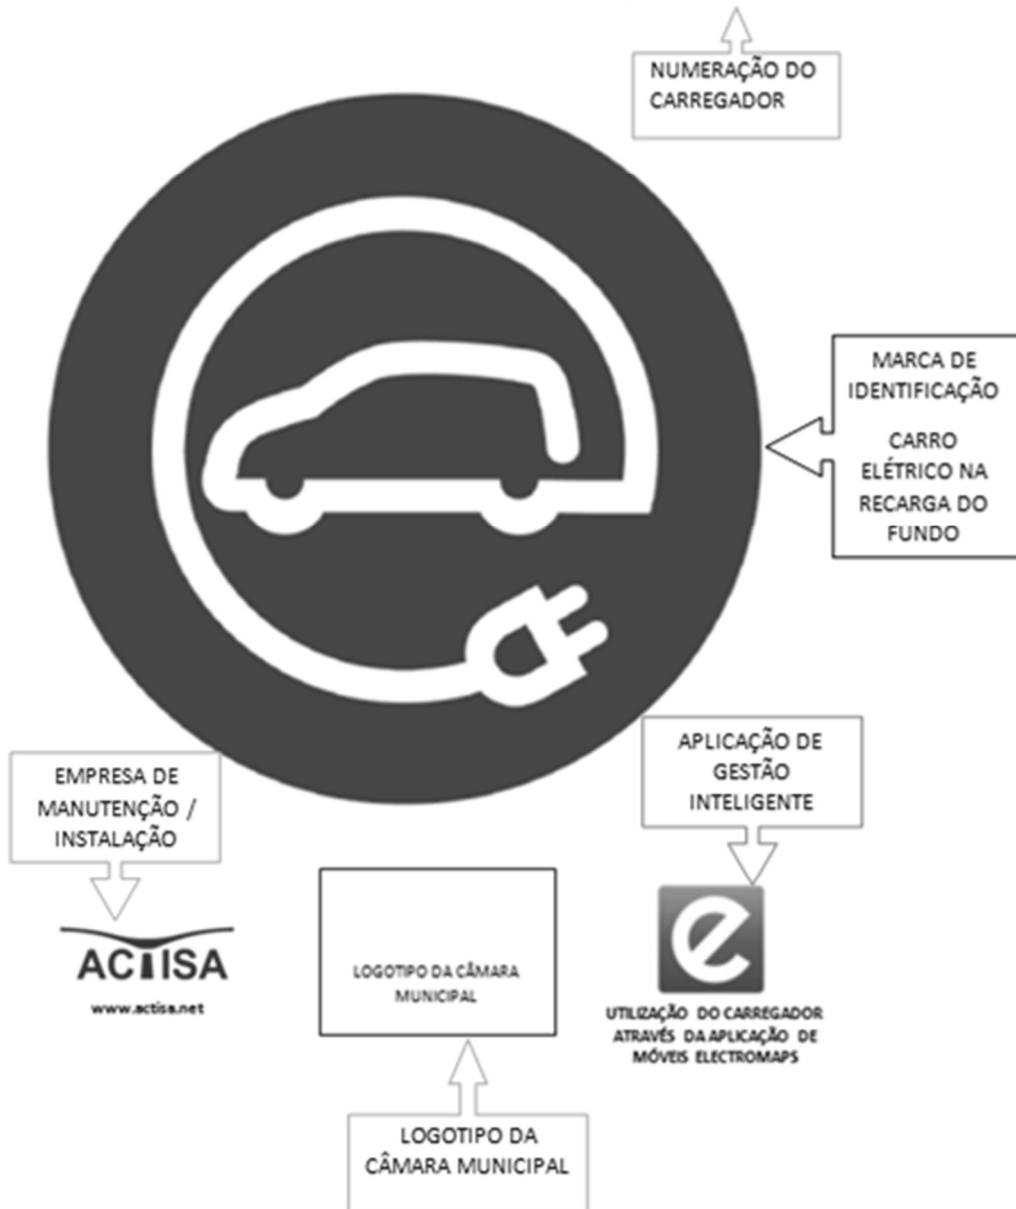 NUMERAÇÃO DO
CARREGADOR
MARCA DE
IDENTIFICAÇÃO
CARRO
ELÉTRICO NA
RECARGA DO
FUNDO
APLICAÇÃO DE
GESTÃO
INTELIGENTE
EMPRESA DE
MANUTENÇÃO /
INSTALAÇÃO
ACTISA
www.actisa.net
LOGOTIPO DA CÂMARA
MUNICIPAL
e
UTILIZAÇÃO DO CARREGADOR
ATRAVÉS DA APLICAÇÃO DE
MÓVEIS ELECTROMAPS
LOGOTIPO DA
CÂMARA MUNICIPAL